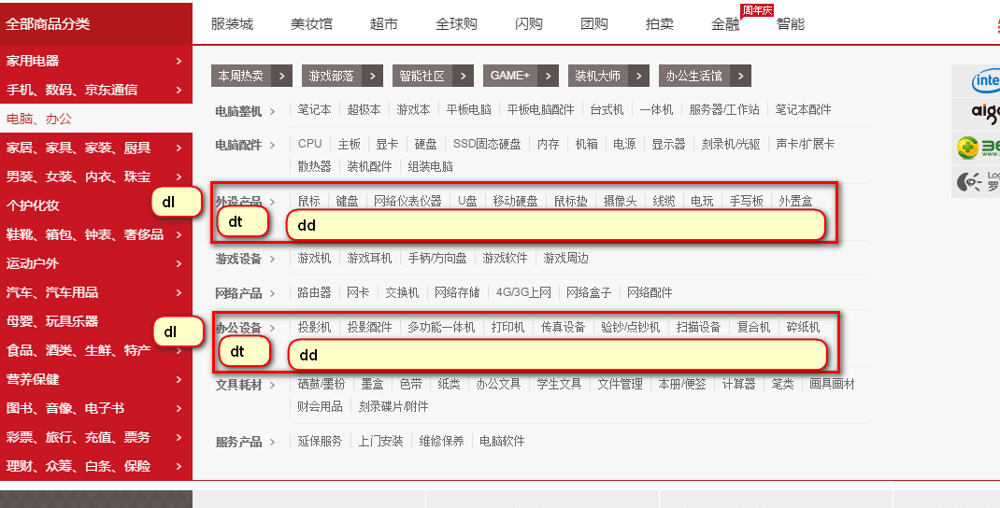 全部商品分类
服装城 美妆馆 超市 全球购 闪购 团购 拍卖 金融 周年庆 智能
家用电器 >
手机、数码、京东通信 >
电脑、办公
家居、家具、家装、厨具 >
男装、女装、内衣、珠宝 >
个护化妆
鞋靴、箱包、钟表、奢侈品 >
运动户外 >
汽车、汽车用品 >
母婴、玩具乐器
食品、酒类、生鲜、特产 >
营养保健 >
图书、音像、电子书 >
彩票、旅行、充值、票务 >
理财、众筹、白条、保险 >
本周热卖 > 游戏部落 > 智能社区 > GAME+ > 装机大师 > 办公生活馆 >
电脑整机 > 笔记本 超极本 游戏本 平板电脑 平板电脑配件 台式机 一体机 服务器/工作站 笔记本配件
电脑配件 > CPU 主板 显卡 硬盘 SSD固态硬盘 内存 机箱 电源 显示器 刻录机/光驱 声卡/扩展卡
散热器 装机配件 组装电脑
外设产品 > 鼠标 键盘 网络仪表仪器 U盘 移动硬盘 鼠标垫 摄像头 线缆 电玩 手写板 外置盒
dl
dt dd
游戏设备 > 游戏机 游戏耳机 手柄/方向盘 游戏软件 游戏周边
网络产品 > 路由器 网卡 交换机 网络存储 4G/3G上网 网络盒子 网络配件
办公设备 > 投影机 投影配件 多功能一体机 打印机 传真设备 验钞/点钞机 扫描设备 复合机 碎纸机
dl
dt dd
文具耗材 > 硒鼓/墨粉 墨盒 色带 纸类 办公文具 学生文具 文件管理 本册/便签 计算器 笔类 画具画材
财会用品 刻录碟片/附件
服务产品 > 延保服务 上门安装 维修保养 电脑软件